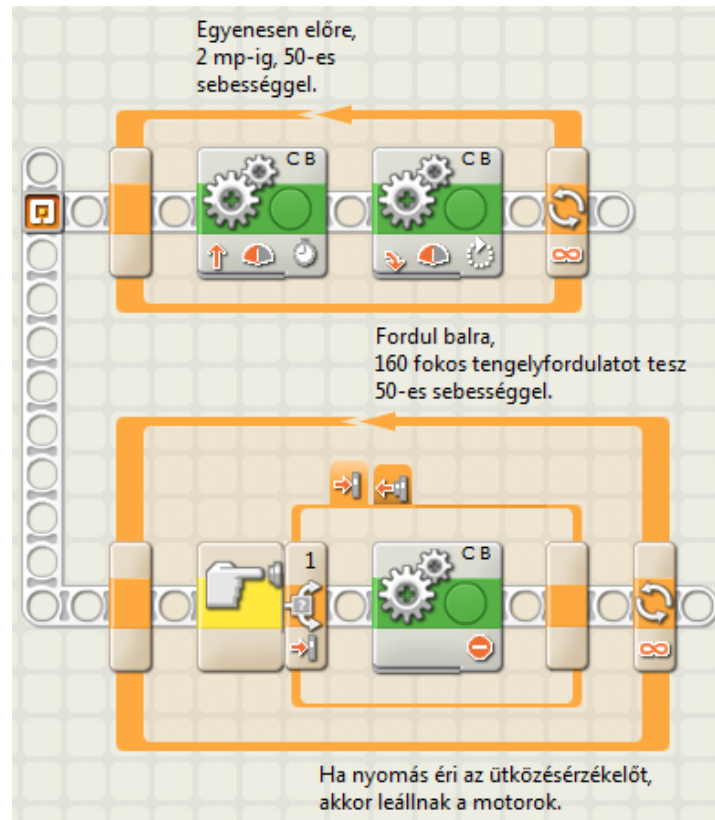 Egyenesen előre,
2 mp-ig, 50-es
sebességgel.
C B
C B
Fordul balra,
160 fokos tengelyfordulatot tesz
50-es sebességgel.
1
C B
Ha nyomás éri az ütközésérzékelőt,
akkor leállnak a motorok.